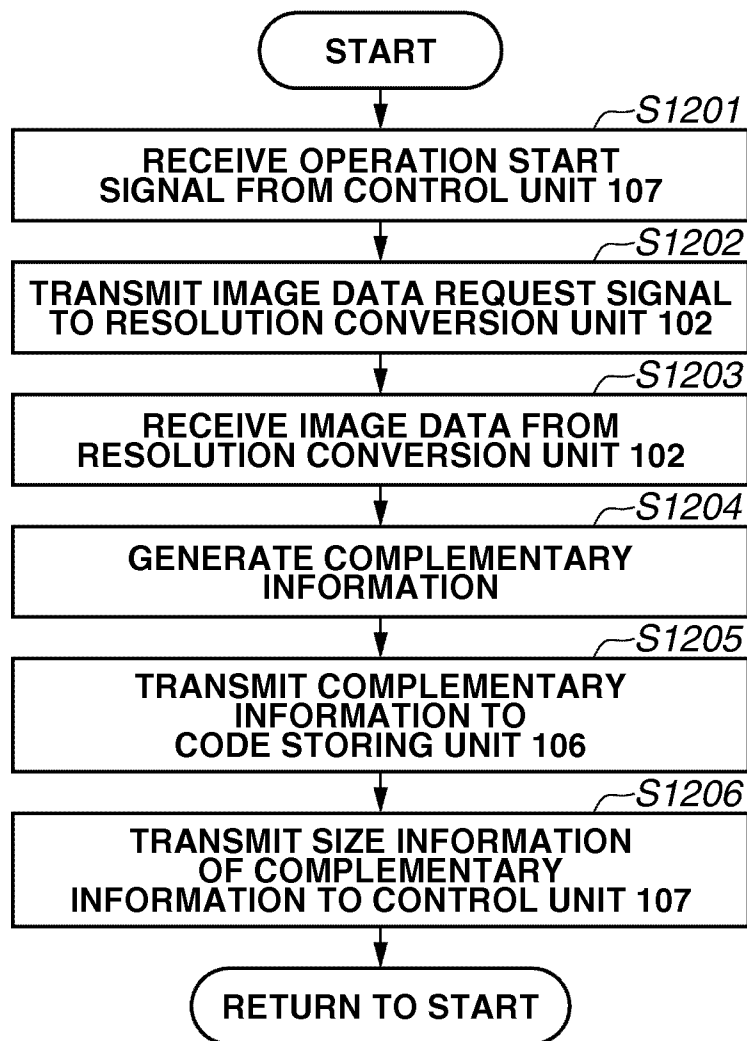 START
S1201
RECEIVE OPERATION START
SIGNAL FROM CONTROL UNIT 107
S1202
TRANSMIT IMAGE DATA REQUEST SIGNAL
TO RESOLUTION CONVERSION UNIT 102
S1203
RECEIVE IMAGE DATA FROM
RESOLUTION CONVERSION UNIT 102
S1204
GENERATE COMPLEMENTARY
INFORMATION
S1205
TRANSMIT COMPLEMENTARY
INFORMATION TO
CODE STORING UNIT 106
S1206
TRANSMIT SIZE INFORMATION
OF COMPLEMENTARY
INFORMATION TO CONTROL UNIT 107
RETURN TO START